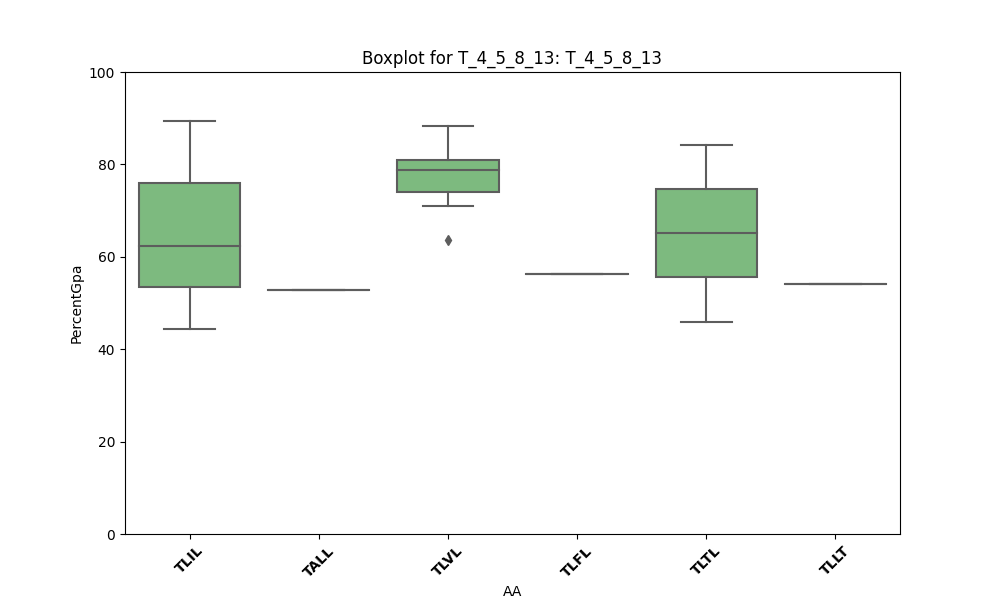 Boxplot for T_4_5_8_13: T_4_5_8_13
100
80
60
40
20
0
PercentGpa
TLIL
TALL
TLVL
TLFL
TLTL
TLLT
AA